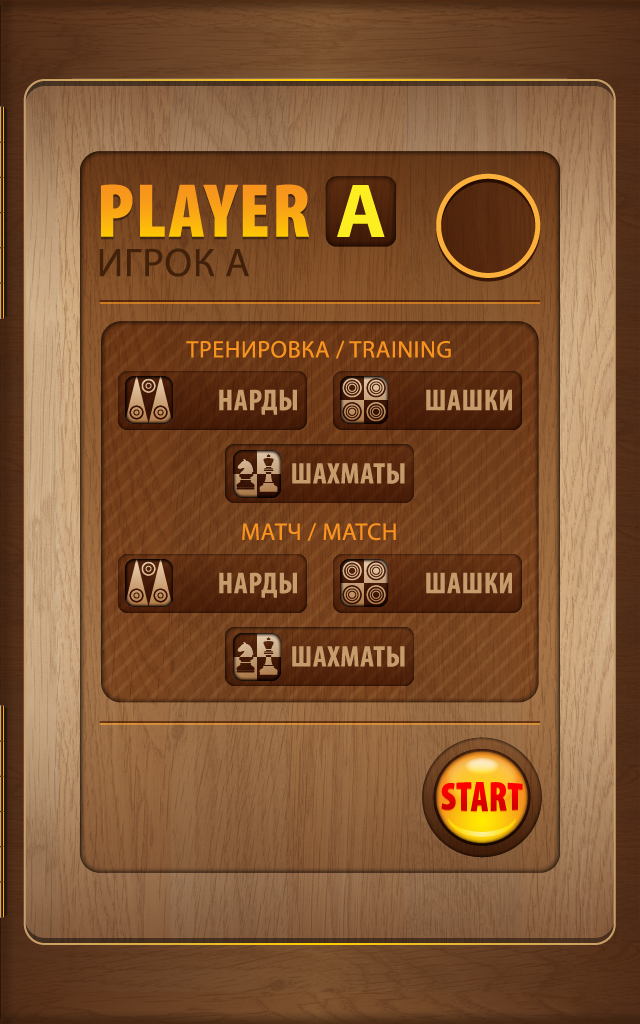 PLAYER A
ИГРОК А
ТРЕНИРОВКА / TRAINING
НАРДЫ
ШАШКИ
ШАХМАТЫ
МАТЧ / MATCH
НАРДЫ
ШАШКИ
ШАХМАТЫ
START